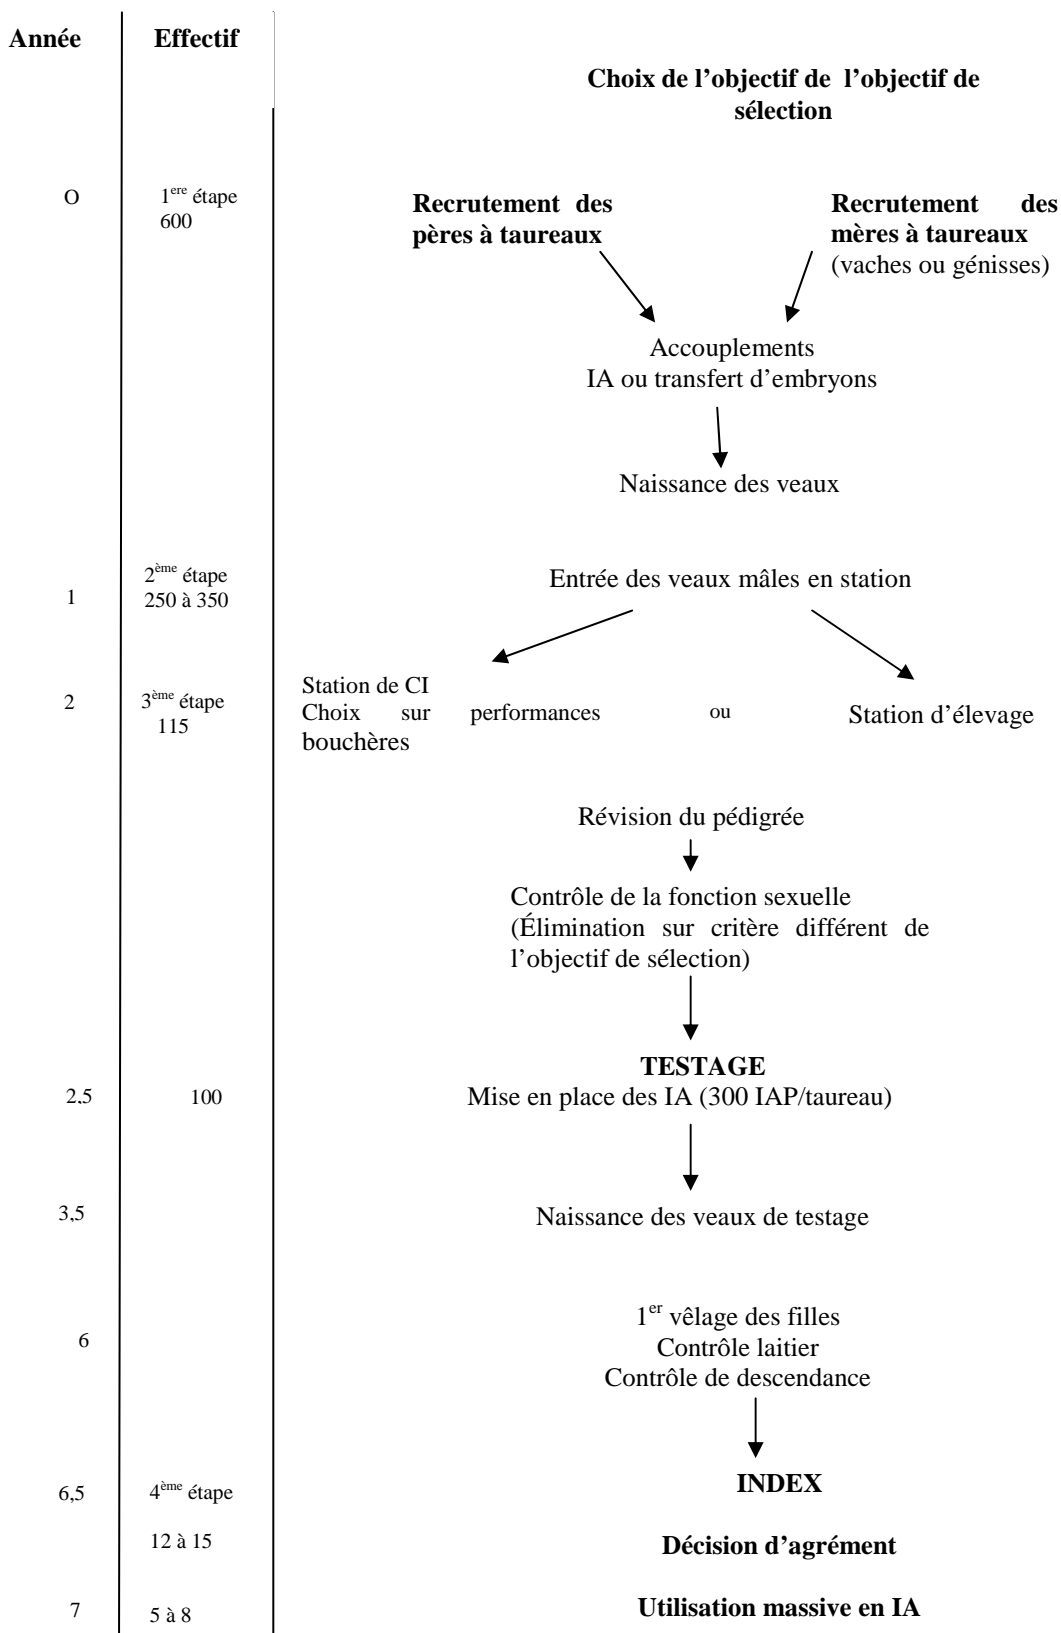 Année Effectif
Choix de l'objectif de l'objectif de
sélection
O
1ere étape
600
Recrutement des
pères à taureaux
Recrutement des
mères à taureaux
(vaches ou génisses)
Accouplements
IA ou transfert d'embryons
Naissance des veaux
1
2ème étape
250 à 350
Entrée des veaux mâles en station
2
3ème étape
115
Station de CI
Choix sur performances
bouchères
ou
Station d'élevage
Révision du pédigrée
Contrôle de la fonction sexuelle
(Élimination sur critère différent de
l'objectif de sélection)
TESTAGE
2,5 100 Mise en place des IA (300 IAP/taureau)
3,5 Naissance des veaux de testage
6
1er vêlage des filles
Contrôle laitier
Contrôle de descendance
6,5 4ème étape INDEX
12 à 15 Décision d'agrément
7 5 à 8 Utilisation massive en IA